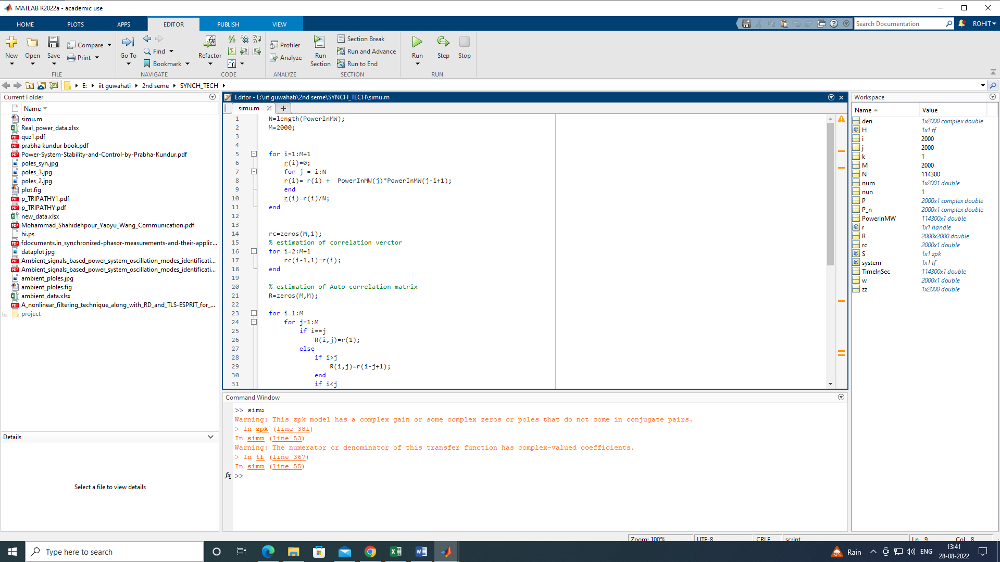 MATLAB R2022a - academic use
HOME PLOTS APPS EDITOR PUBLISH VIEW
Search Documentation
ROHIT
New
Open
Save
Compare
Print
FILE
Go To
Find
Bookmark
NAVIGATE
Refactor
CODE
Profiler
Analyze
ANALYZE
Run
Section
Section Break
Run and Advance
Run to End
SECTION
Run
Step
Stop
RUN
E: iit guwahati 2nd seme SYNCH_TECH
Current Folder
Name
simu.m
Real_power_data.xlsx
quz1.pdf
prabha kundur book.pdf
Power-System-Stability-and-Control-by-Prabha-Kundur.pdf
poles_syn.jpg
poles_3.jpg
poles_2.jpg
plot.fig
p_TRIPATHY1.pdf
p_TRIPATHY.pdf
new_data.xlsx
Mohammad_Shahidehpour_Yaoyu_Wang_Communication.pdf
hi.ps
fdocuments.in_synchronized-phasor-measurements-and-their-applic...
dataplot.jpg
Ambient_signals_based_power_system_oscillation_modes_identificati...
Ambient_signals_based_power_system_oscillation_modes_identificati...
ambient_ploles.jpg
ambient_ploles.fig
ambient_data.xlsx
A_nonlinear_filtering_technique_along_with_RD_and_TLS-ESPRIT_for_...
project
Details
Select a file to view details
Editor - E:\iit guwahati\2nd seme\SYNCH_TECH\simu.m
simu.m
1 N=length(PowerInMW);
2 M=2000;
3
4
5 for i=1:M+1
6 r(i)=0;
7 for j = i:N
8 r(i)= r(i) + PowerInMW(j)*PowerInMW(j-i+1);
9 end
10 r(i)=r(i)/N;
11 end
12
13
14 rc=zeros(M,1);
15 % estimation of correlation verctor
16 for i=2:M+1
17 rc(i-1,1)=r(i);
18 end
19
20 % estimation of Auto-correlation matrix
21 R=zeros(M,M);
22
23 for i=1:M
24 for j=1:M
25 if i==j
26 R(i,j)=r(1);
27 else
28 if i>j
29 R(i,j)=r(i-j+1);
30 end
31 if i<j
Command Window
>> simu
Warning: This zpk model has a complex gain or some complex zeros or poles that do not come in conjugate pairs.
> In zpk (line 381)
In simu (line 53)
Warning: The numerator or denominator of this transfer function has complex-valued coefficients.
> In tf (line 367)
In simu (line 55)
fx >>
Workspace
Name Value
den 1x2000 complex double
H 1x1 tf
i 2000
j 2000
k 1
M 2000
N 114300
num 1x2001 double
nun 1
P 2000x1 complex double
P_n 2000x1 complex double
PowerInMW 114300x1 double
r 1x1 handle
R 2000x2000 double
rc 2000x1 double
S 1x1 zpk
system 1x1 tf
TimeInSec 114300x1 double
w 2000x1 double
zz 1x2000 double
Zoom: 100% UTF-8 CRLF script Ln 9 Col 8
Type here to search
Rain
ENG
13:41
28-08-2022